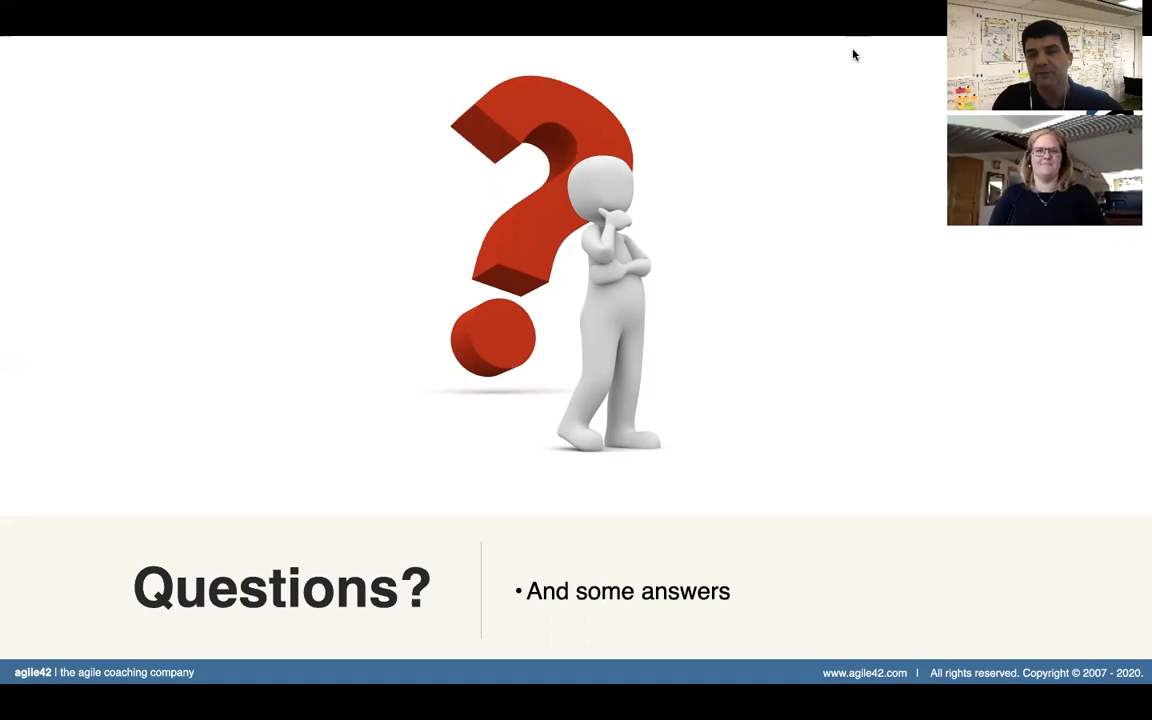 Questions?
• And some answers
agile42 | the agile coaching company
www.agile42.com | All rights reserved. Copyright © 2007 - 2020.